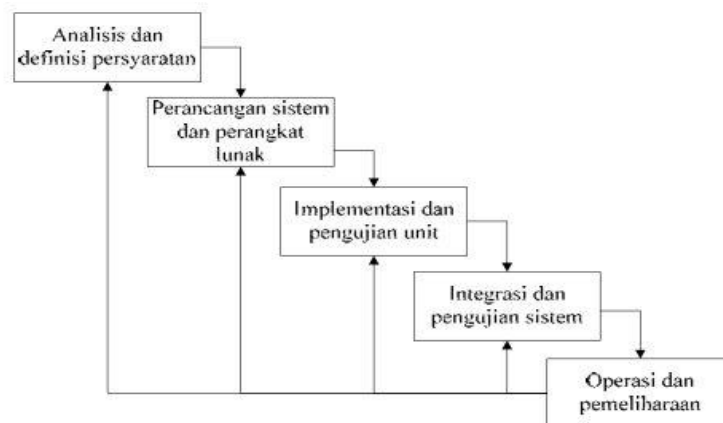 Analisis dan
definisi persyaratan
Perancangan sistem
dan perangkat
lunak
Implementasi dan
pengujian unit
Integrasi dan
pengujian sistem
Operasi dan
pemeliharaan